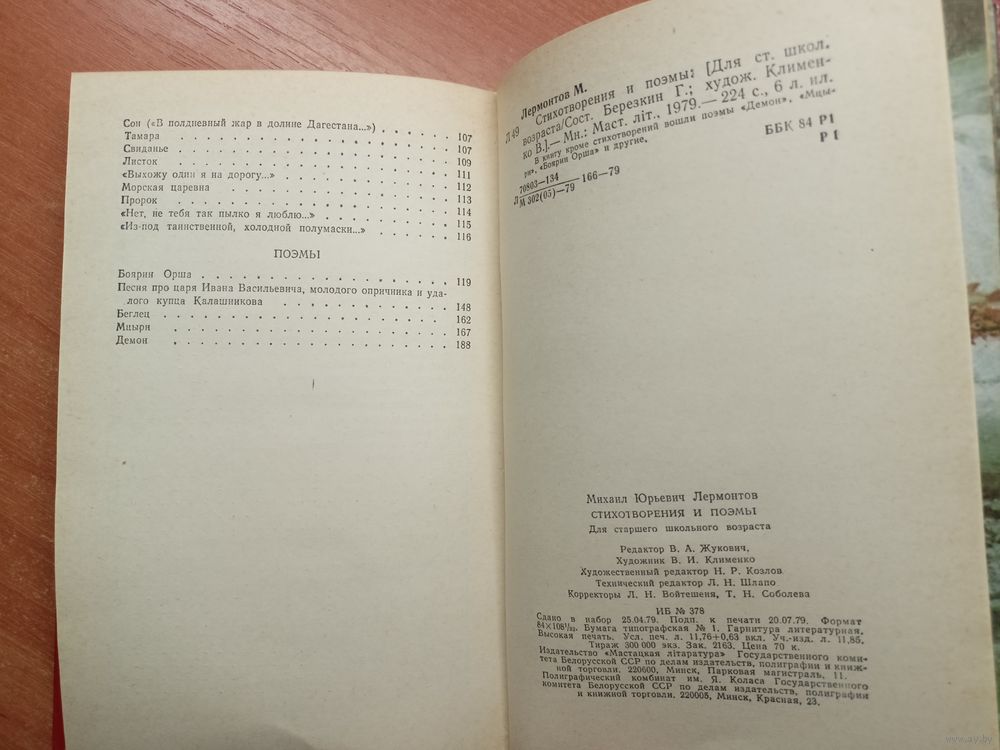 Сон («В полдневный жар в долине Дагестана...») . . . . . . 107
Тамара . . . . . . . . . . . . . . . . . . . . 107
Свиданье . . . . . . . . . . . . . . . . . . . 109
Листок . . . . . . . . . . . . . . . . . . . . 111
«Выхожу один я на дорогу...» . . . . . . . . . . . . 112
Морская царевна . . . . . . . . . . . . . . . . 113
Пророк . . . . . . . . . . . . . . . . . . . . 114
«Нет, не тебя так пылко я люблю...» . . . . . . . . . 115
«Из-под таинственной, холодной полумаски...» . . . . . . 116
ПОЭМЫ
Боярин Орша . . . . . . . . . . . . . . . . . . 119
Песня про царя Ивана Васильевича, молодого опричника и уда-
лого купца Калашникова . . . . . . . . . . . . . 148
Беглец . . . . . . . . . . . . . . . . . . . . 162
Мцыри . . . . . . . . . . . . . . . . . . . . 167
Демон . . . . . . . . . . . . . . . . . . . . 188
Лермонтов М.
Л 49 Стихотворения и поэмы: [Для ст. школ.
возраста/Сост. Березкин Г.; худож. Климен-
ко В.].— Мн.: Маст. літ., 1979.— 224 с., 6 л. ил.
В книгу кроме стихотворений вошли поэмы «Демон», «Мцы-
ри», «Боярин Орша» и другие.
Л 70803—134 / М 302(05)—79 166—79
ББК 84 Р1
Р1
Михаил Юрьевич Лермонтов
СТИХОТВОРЕНИЯ И ПОЭМЫ
Для старшего школьного возраста
Редактор В. А. Жукович,
Художник В. И. Клименко
Художественный редактор Н. Р. Козлов
Технический редактор Л. Н. Шлапо
Корректоры Л. Н. Войтешеня, Т. Н. Соболева
ИБ № 378
Сдано в набор 25.04.79. Подп. к печати 20.07.79. Формат
84×108¹/₃₂. Бумага типографская № 1. Гарнитура литературная.
Высокая печать. Усл. печ. л. 11,76+0,63 вкл. Уч.-изд. л. 11,85.
Тираж 300 000 экз. Зак. 2163. Цена 70 к.
Издательство «Мастацкая літаратура» Государственного коми-
тета Белорусской ССР по делам издательств, полиграфии и книж-
ной торговли. 220600, Минск, Парковая магистраль, 11.
Полиграфический комбинат им. Я. Коласа Государственного
комитета Белорусской ССР по делам издательств, полиграфии
и книжной торговли. 220005, Минск, Красная, 23.
www.ay.by